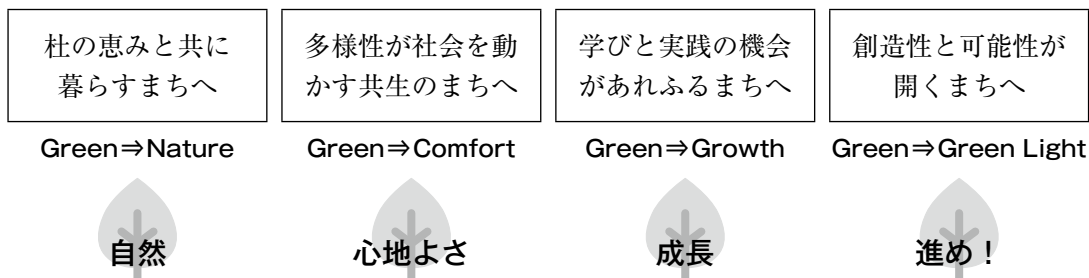 杜の恵みと共に
暮らすまちへ
多様性が社会を動
かす共生のまちへ
学びと実践の機会
があれふるまちへ
創造性と可能性が
開くまちへ
Green⇒Nature
Green⇒Comfort
Green⇒Growth
Green⇒Green Light
自然
心地よさ
成長
進め！